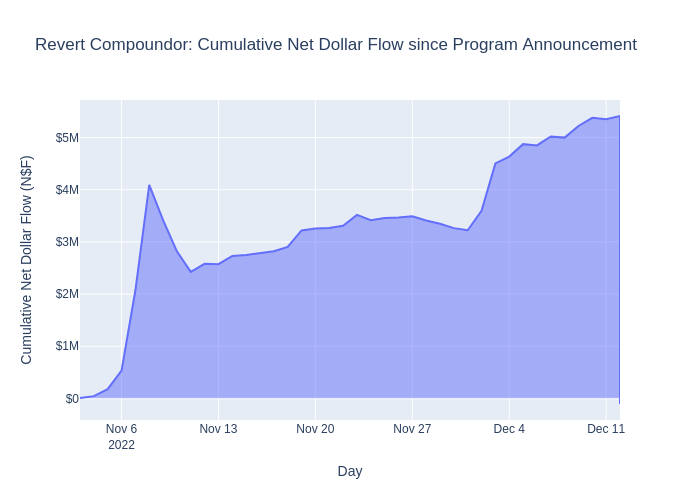 Revert Compoundor: Cumulative Net Dollar Flow since Program Announcement
Cumulative Net Dollar Flow (N$F)
$5M
$4M
$3M
$2M
$1M
$0
Nov 6
2022
Nov 13
Nov 20
Nov 27
Dec 4
Dec 11
Day